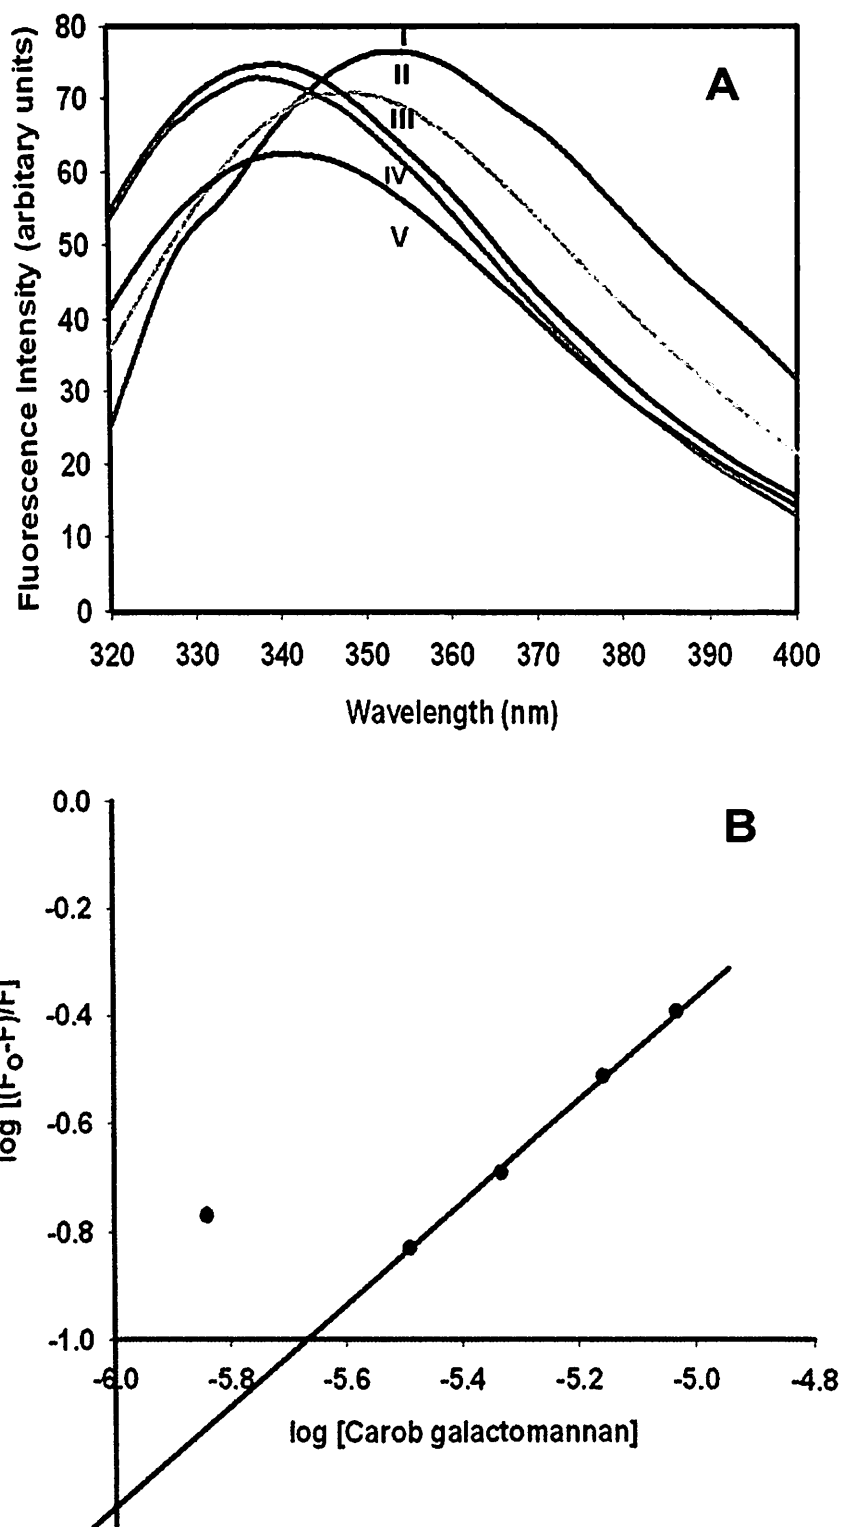 80
70
60
50
40
30
20
10
0
Fluorescence Intensity (arbitary units)
I
II
III
IV
V
A
320 330 340 350 360 370 380 390 400
Wavelength (nm)
0.0
-0.2
-0.4
-0.6
-0.8
-1.0
log [(Fo-F)/F]
B
-6.0 -5.8 -5.6 -5.4 -5.2 -5.0 -4.8
log [Carob galactomannan]